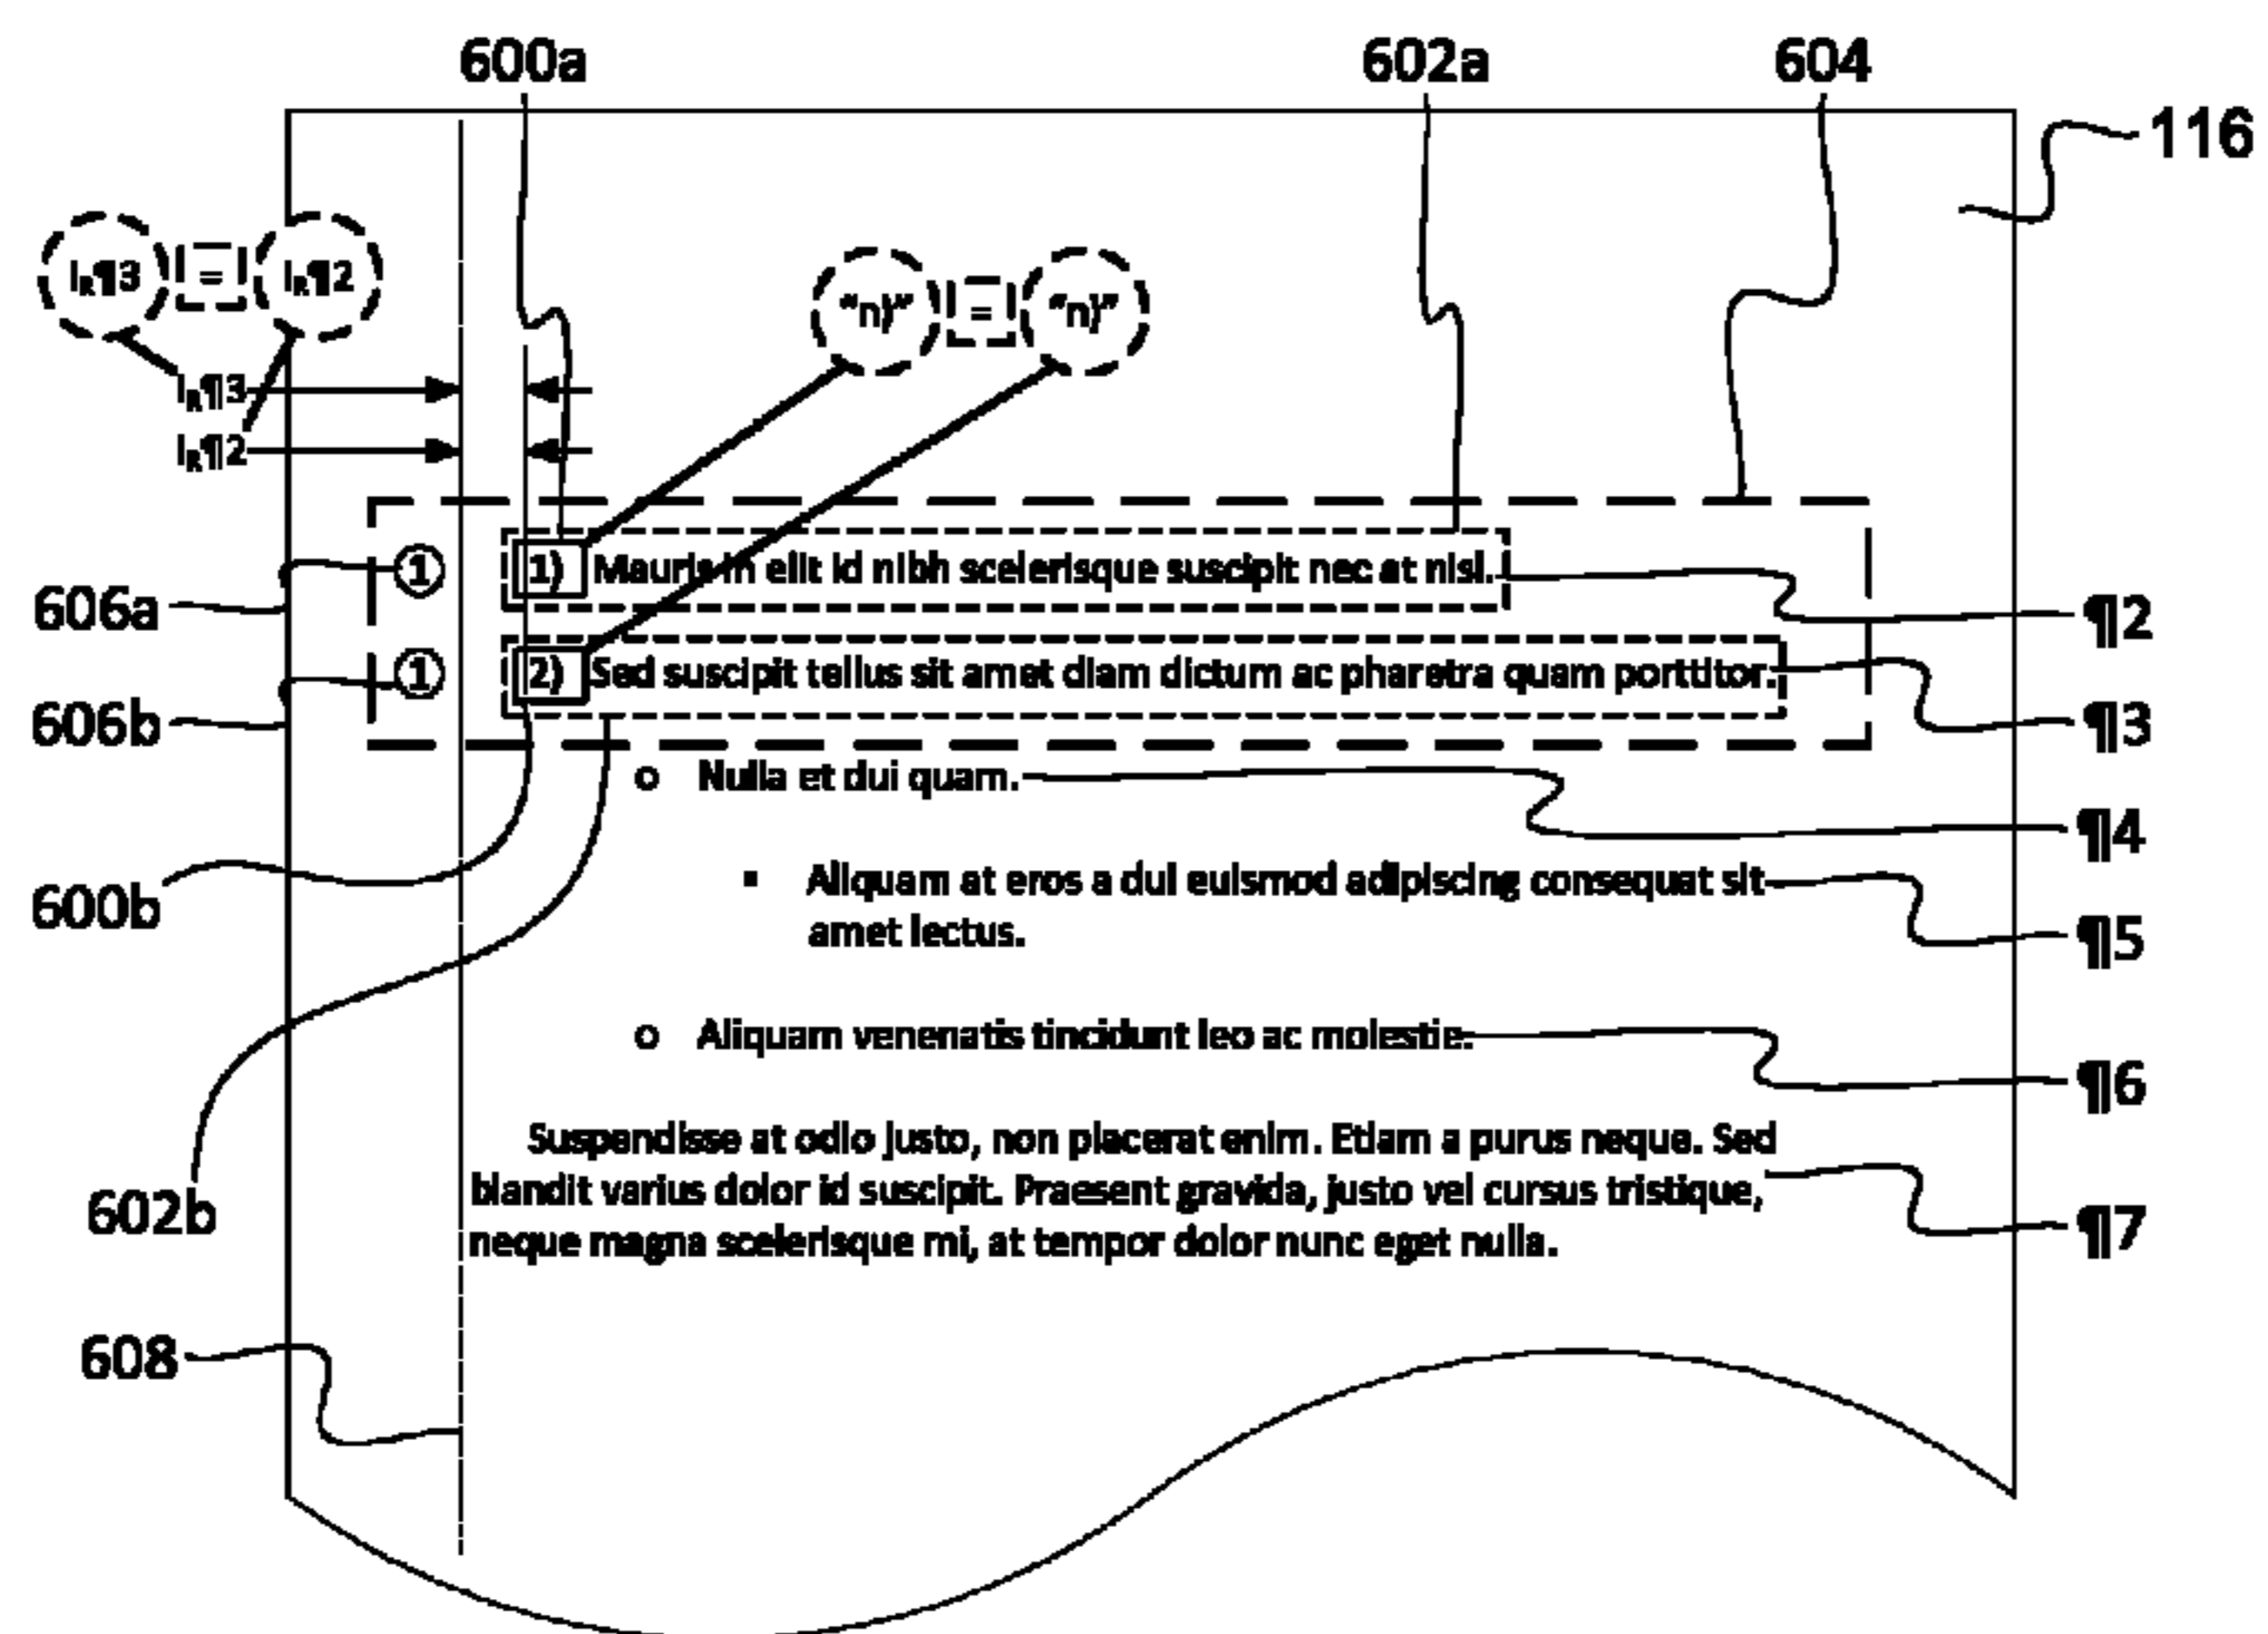 600a 602a 604
116
IR¶3 = IR¶2
“n)” = “n)”
IR¶3
IR¶2
606a ① 1) Mauris in elit id nibh scelerisque suscipit nec at nisl. ¶2
606b ① 2) Sed suscipit tellus sit amet diam dictum ac pharetra quam porttitor. ¶3
o Nulla et dui quam. ¶4
600b
▪ Aliquam at eros a dui euismod adipiscing consequat sit
amet lectus. ¶5
o Aliquam venenatis tincidunt leo ac molestie. ¶6
Suspendisse at odio justo, non placerat enim. Etiam a purus neque. Sed
602b blandit varius dolor id suscipit. Praesent gravida, justo vel cursus tristique, ¶7
neque magna scelerisque mi, at tempor dolor nunc eget nulla.
608